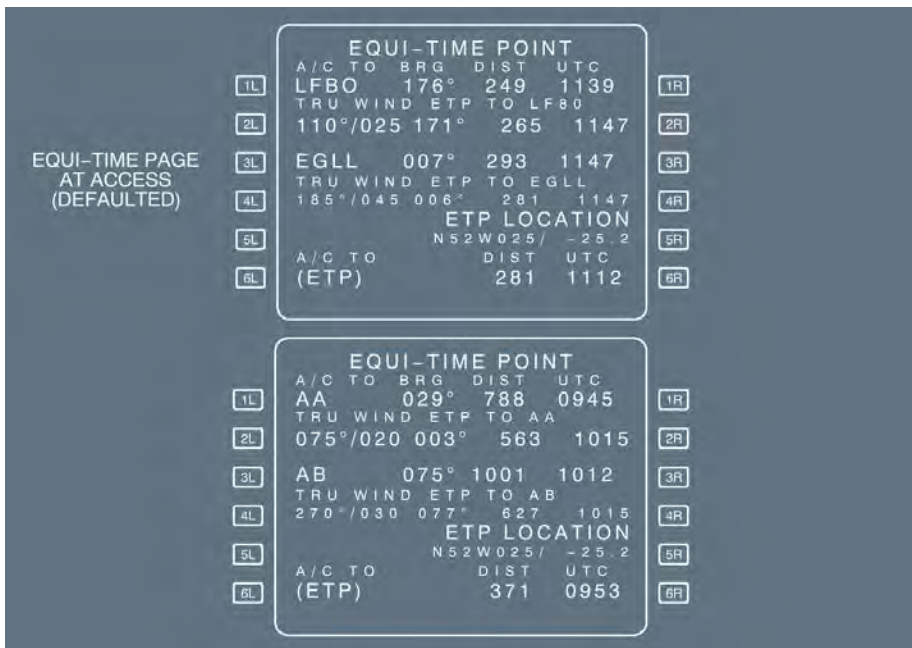 EQUI-TIME PAGE
AT ACCESS
(DEFAULTED)
EQUI-TIME POINT
A/C TO BRG DIST UTC
1L LFBO 176° 249 1139 1R
TRU WIND ETP TO LF80
2L 110°/025 171° 265 1147 2R
3L EGLL 007° 293 1147 3R
TRU WIND ETP TO EGLL
4L 185°/045 006° 281 1147 4R
ETP LOCATION
5L N52W025/ -25.2 5R
A/C TO DIST UTC
6L (ETP) 281 1112 6R
EQUI-TIME POINT
A/C TO BRG DIST UTC
1L AA 029° 788 0945 1R
TRU WIND ETP TO AA
2L 075°/020 003° 563 1015 2R
3L AB 075° 1001 1012 3R
TRU WIND ETP TO AB
4L 270°/030 077° 627 1015 4R
ETP LOCATION
5L N52W025/ -25.2 5R
A/C TO DIST UTC
6L (ETP) 371 0953 6R